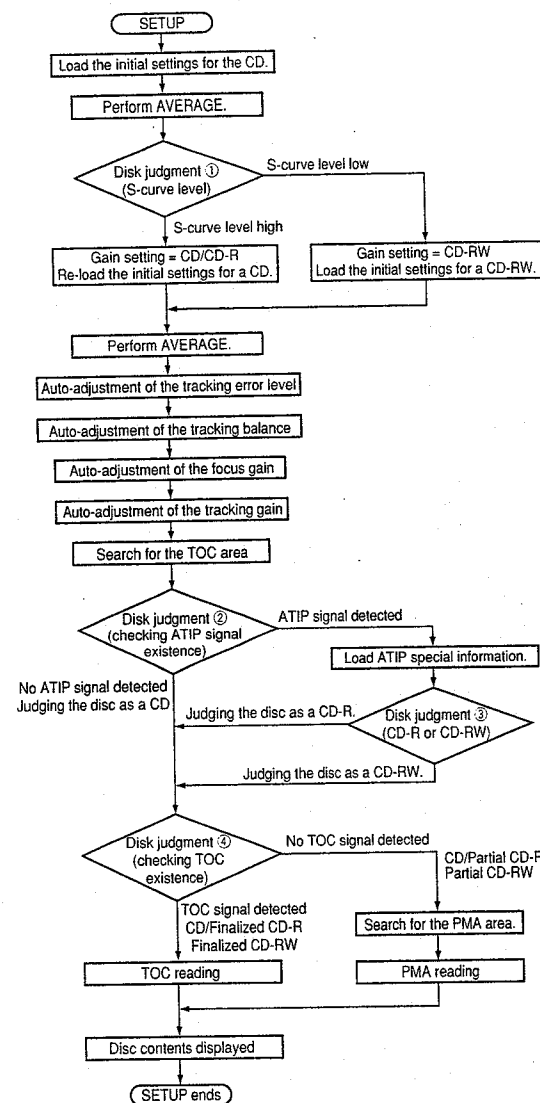 SETUP
Load the initial settings for the CD.
Perform AVERAGE.
Disk judgment ①
(S-curve level)
S-curve level low
S-curve level high
Gain setting = CD/CD-R
Re-load the initial settings for a CD.
Gain setting = CD-RW
Load the initial settings for a CD-RW.
Perform AVERAGE.
Auto-adjustment of the tracking error level
Auto-adjustment of the tracking balance
Auto-adjustment of the focus gain
Auto-adjustment of the tracking gain
Search for the TOC area
Disk judgment ②
(checking ATIP signal
existence)
ATIP signal detected
Load ATIP special information.
No ATIP signal detected
Judging the disc as a CD
Judging the disc as a CD-R.
Disk judgment ③
(CD-R or CD-RW)
Judging the disc as a CD-RW.
Disk judgment ④
(checking TOC
existence)
No TOC signal detected
CD/Partial CD-R
Partial CD-RW
TOC signal detected
CD/Finalized CD-R
Finalized CD-RW
Search for the PMA area.
TOC reading
PMA reading
Disc contents displayed
SETUP ends